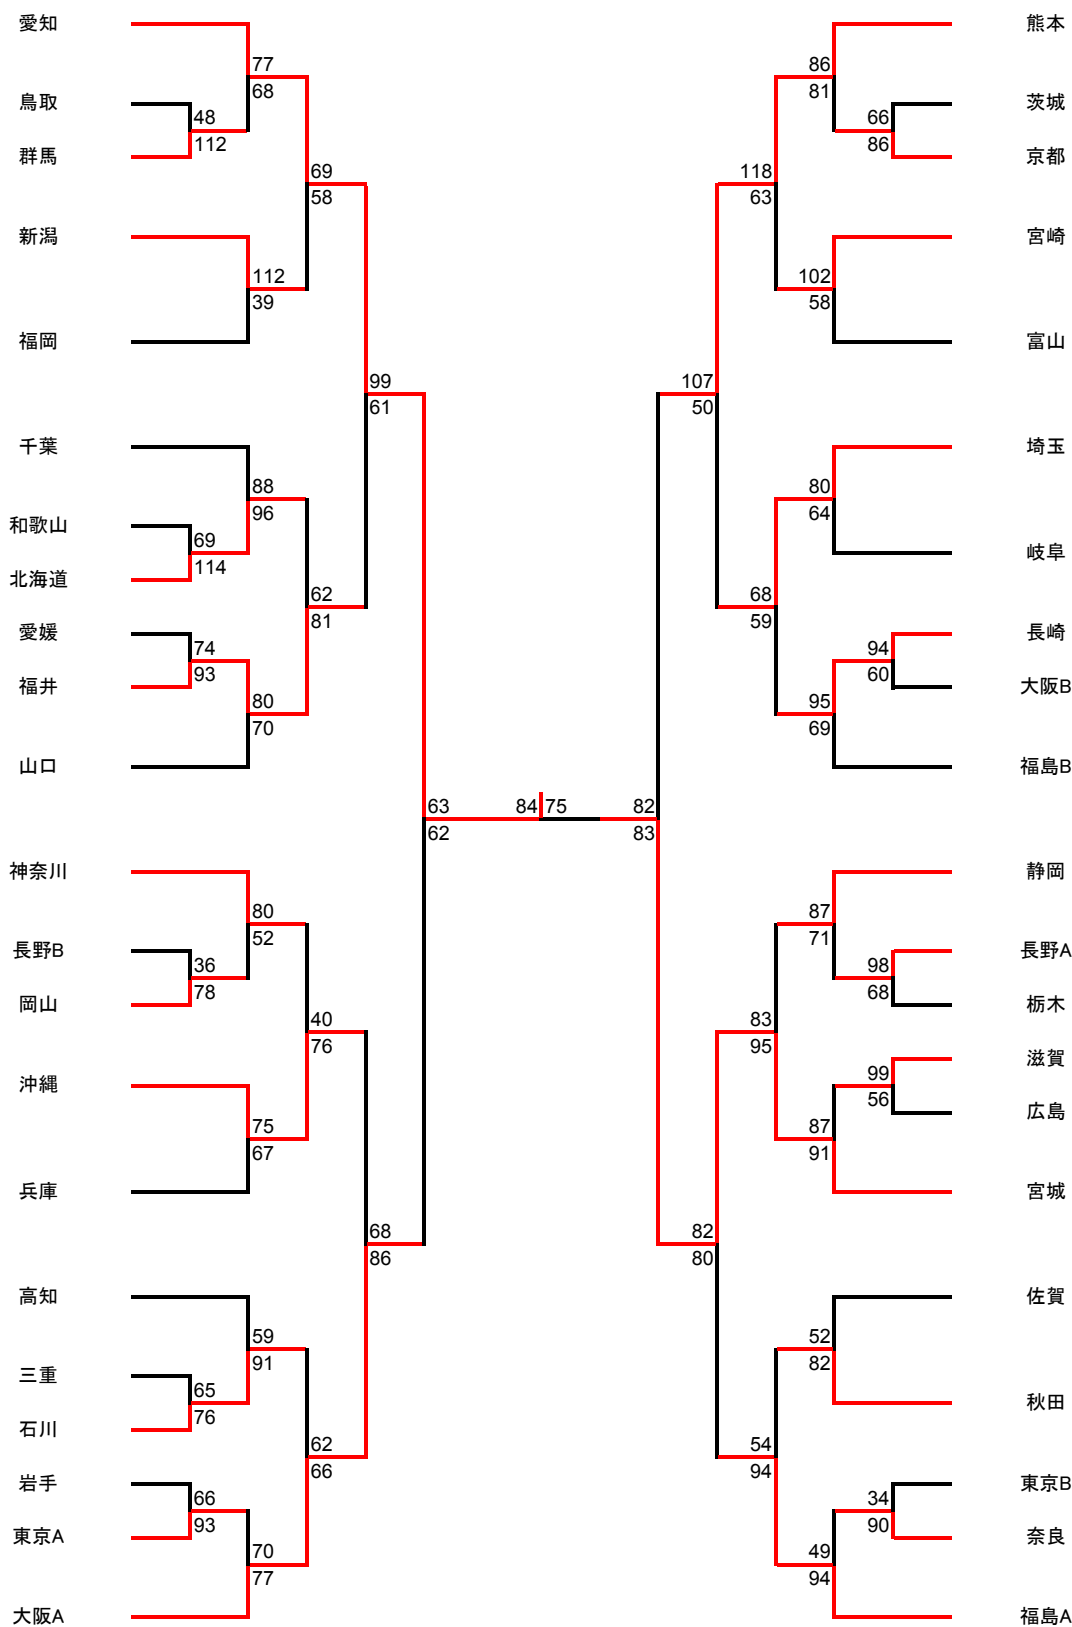 愛知 熊本
77 86
68 81
鳥取 茨城
48 66
112 86
群馬 京都
69 118
58 63
新潟 宮崎
112 102
39 58
福岡 富山
99 107
61 50
千葉 埼玉
88 80
96 64
和歌山
69
114
北海道 岐阜
62 68
81 59
愛媛 長崎
74 94
93 60
福井 大阪B
80 95
70 69
山口 福島B
63 84 75 82
62 83
神奈川 静岡
80 87
52 71
長野B 長野A
36 98
78 68
岡山 栃木
40 83
76 95
沖縄 滋賀
99
56
広島
75 87
67 91
兵庫 宮城
68 82
86 80
高知 佐賀
59 52
91 82
三重
65
76
石川 秋田
62 54
66 94
岩手 東京B
66 34
93 90
東京A 奈良
70 49
77 94
大阪A 福島A